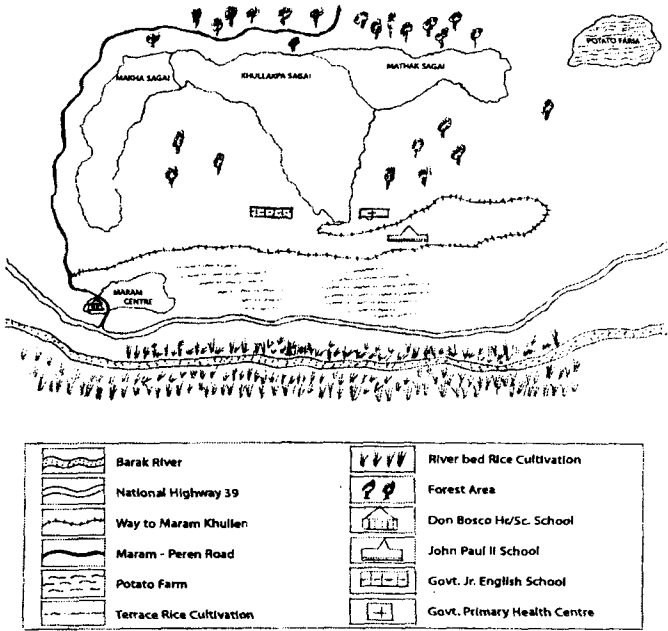 POTATO FARM
MAKHA SAGAI
KHULLAKPA SAGAI
MATHAK SAGAI
MARAM
CENTRE
Barak River
National Highway 39
Way to Maram Khullen
Maram - Peren Road
Potato Farm
Terrace Rice Cultivation
River bed Rice Cultivation
Forest Area
Don Bosco Hr/Sc. School
John Paul II School
Govt. Jr. English School
Govt. Primary Health Centre